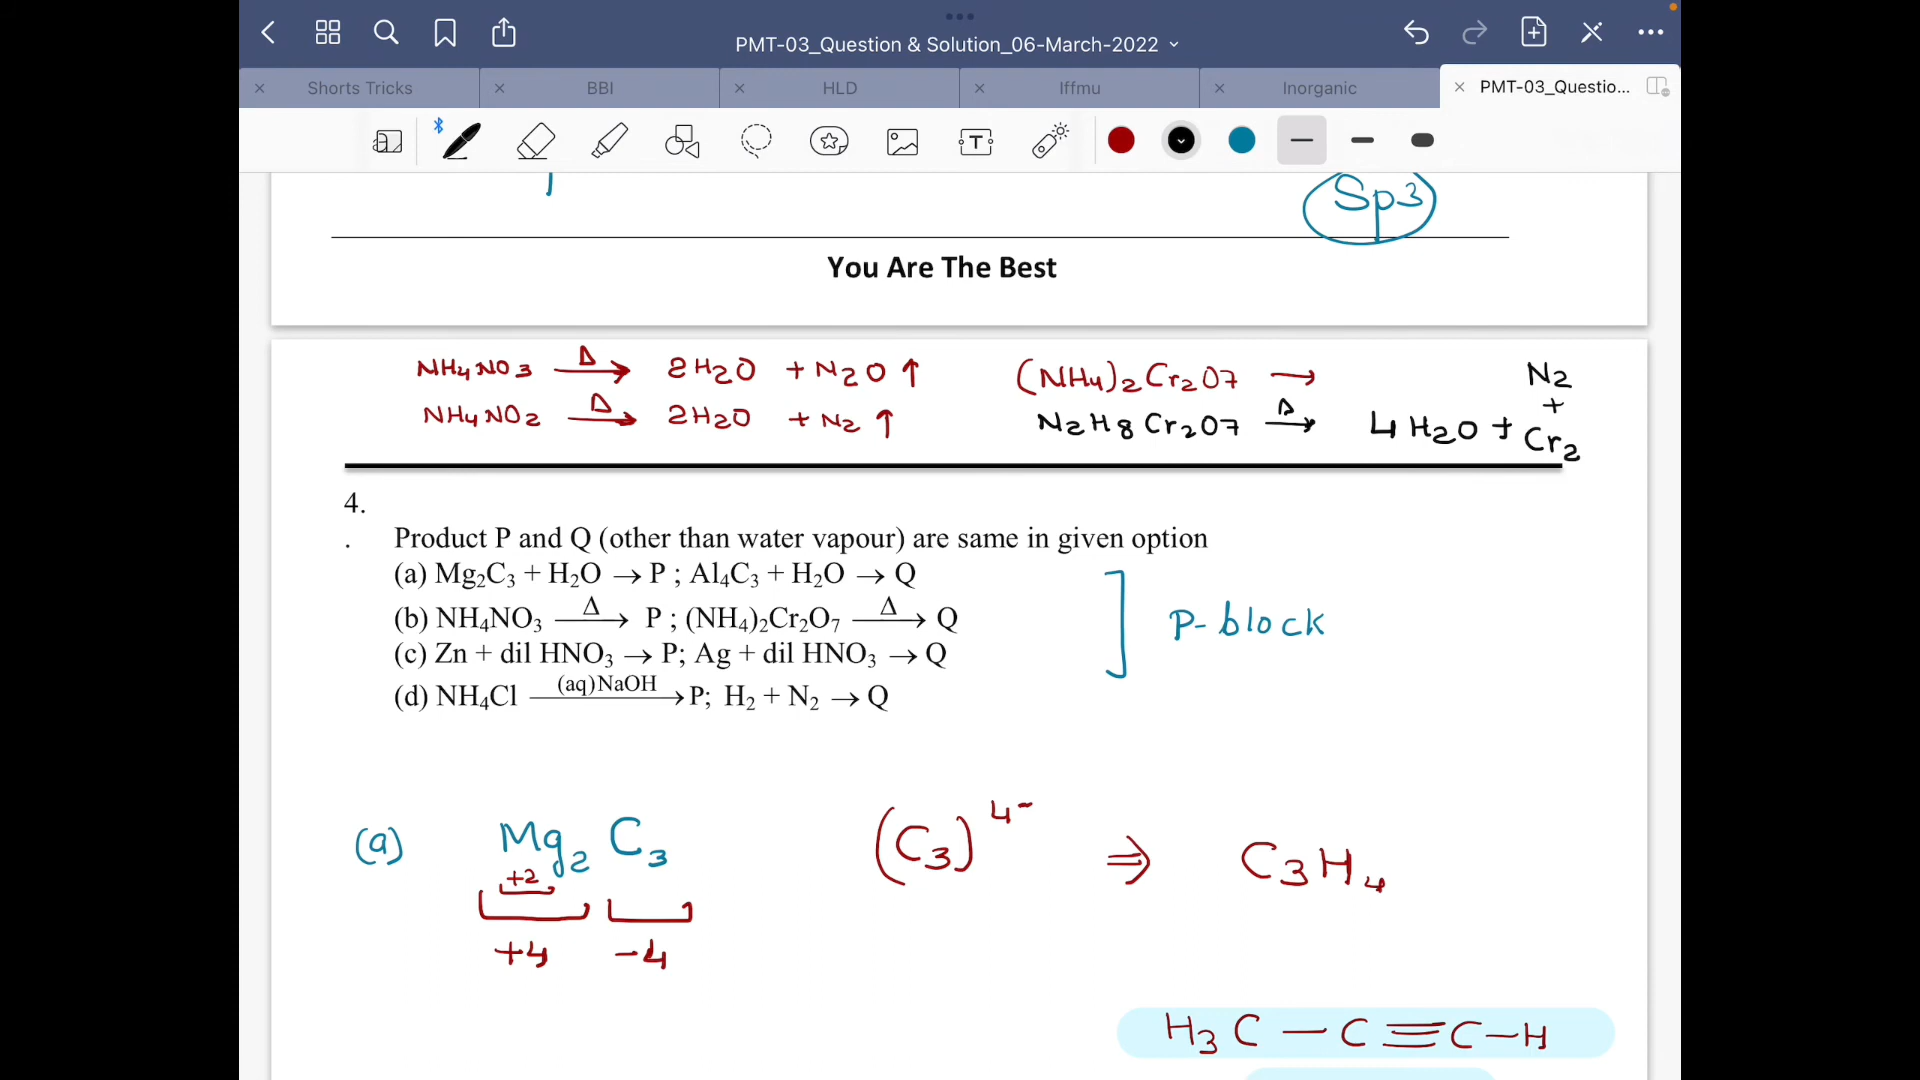 PMT-03_Question & Solution_06-March-2022
Shorts Tricks
BBI
HLD
Iffmu
Inorganic
PMT-03_Questio...
T
Sp3
You Are The Best
NH4NO3 —Δ→ 2H2O + N2O ↑
NH4NO2 —Δ→ 2H2O + N2 ↑
(NH4)2Cr2O7 →
N2H8Cr2O7 —Δ→ 4H2O + N2 + Cr2
4.
. Product P and Q (other than water vapour) are same in given option
(a) Mg₂C₃ + H₂O → P ; Al₄C₃ + H₂O → Q
(b) NH₄NO₃ —Δ→ P ; (NH₄)₂Cr₂O₇ —Δ→ Q
(c) Zn + dil HNO₃ → P; Ag + dil HNO₃ → Q
(d) NH₄Cl —(aq)NaOH→ P; H₂ + N₂ → Q
] P-block
(a) Mg₂ C₃
+2
+4 -4
(C₃)⁴⁻ ⇒ C₃H₄
H₃C — C ≡ C — H